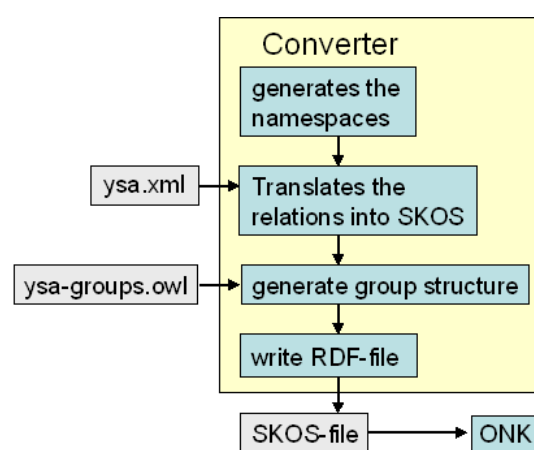 Converter
generates the
namespaces
ysa.xml
Translates the
relations into SKOS
ysa-groups.owl
generate group structure
write RDF-file
SKOS-file
ONK